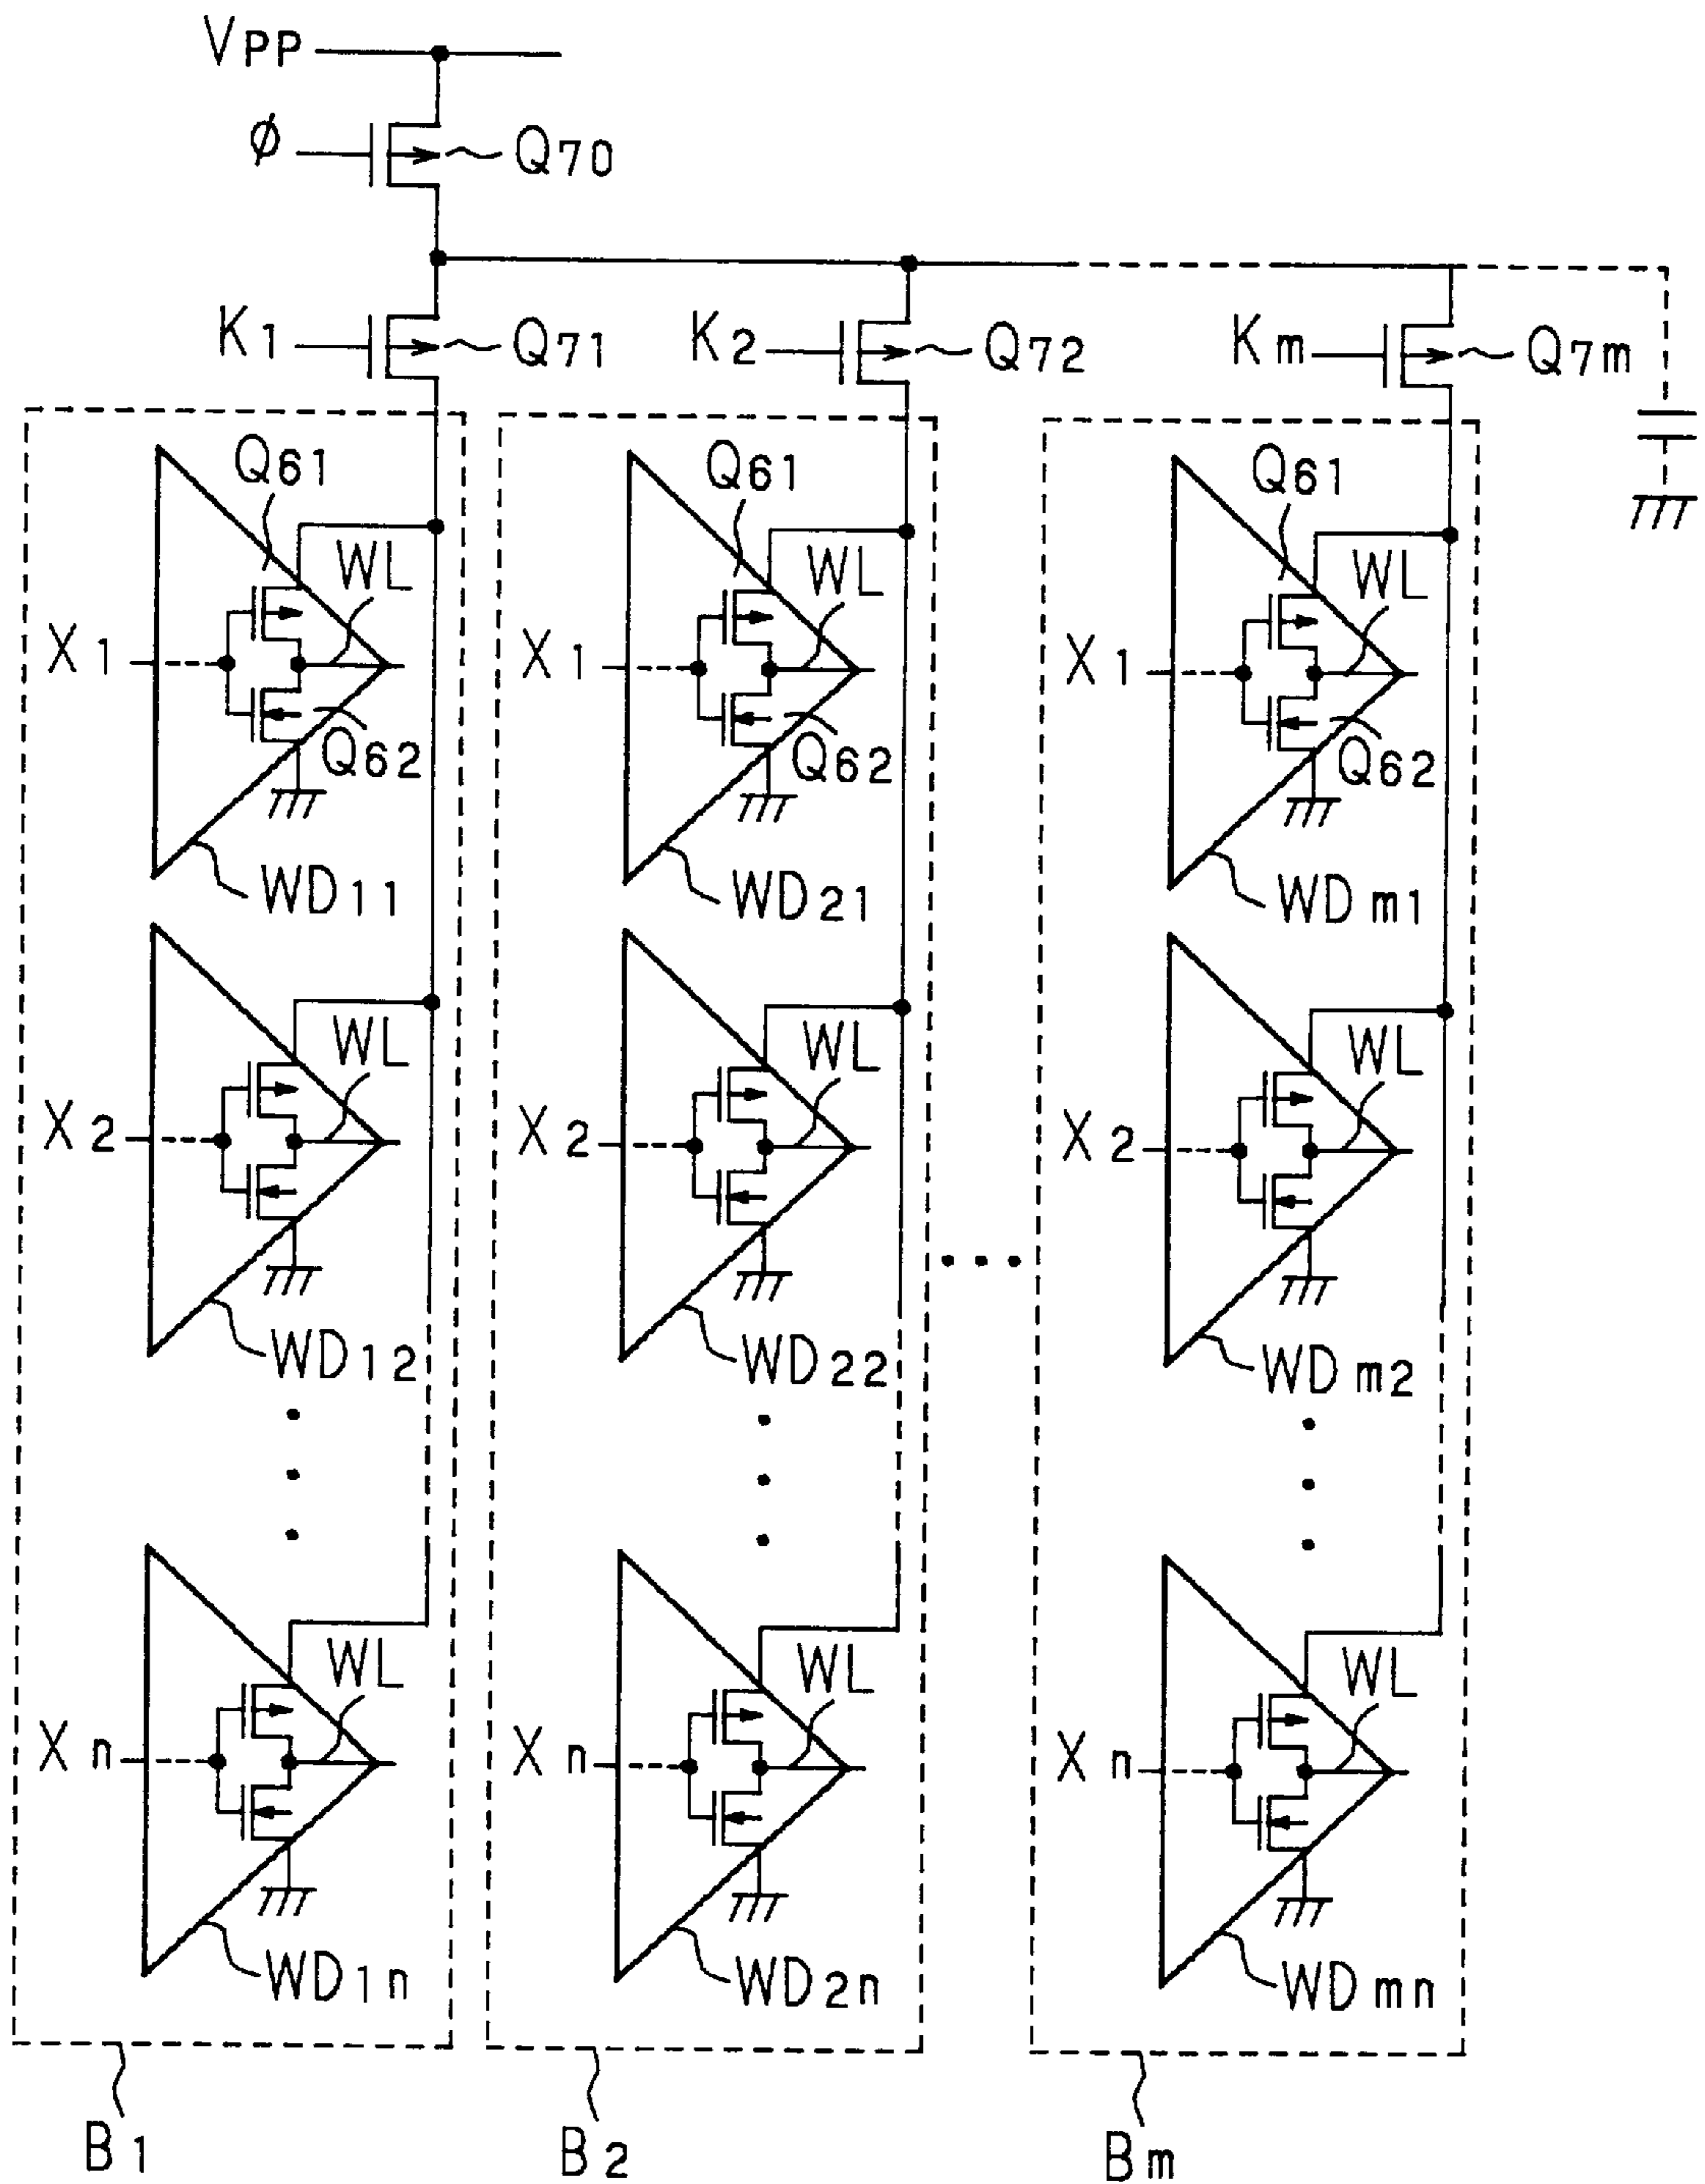 VPP
ø
Q70
K1
Q71
K2
Q72
Km
Q7m
Q61
WL
X1
Q62
WD11
Q61
WL
X1
Q62
WD21
Q61
WL
X1
Q62
WDm1
WL
X2
WD12
WL
X2
WD22
WL
X2
WDm2
WL
Xn
WD1n
WL
Xn
WD2n
WL
Xn
WDmn
B1
B2
Bm